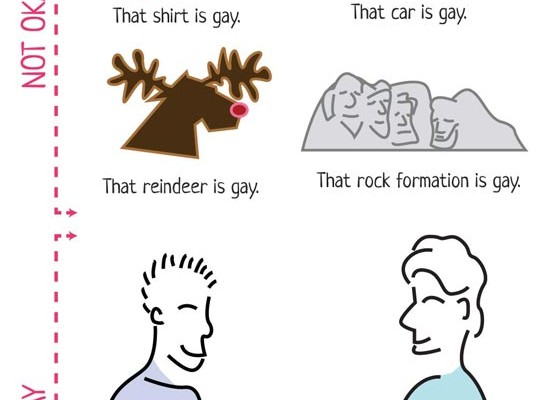 That shirt is gay.
That car is gay.
NOT OK
That reindeer is gay.
That rock formation is gay.
AY